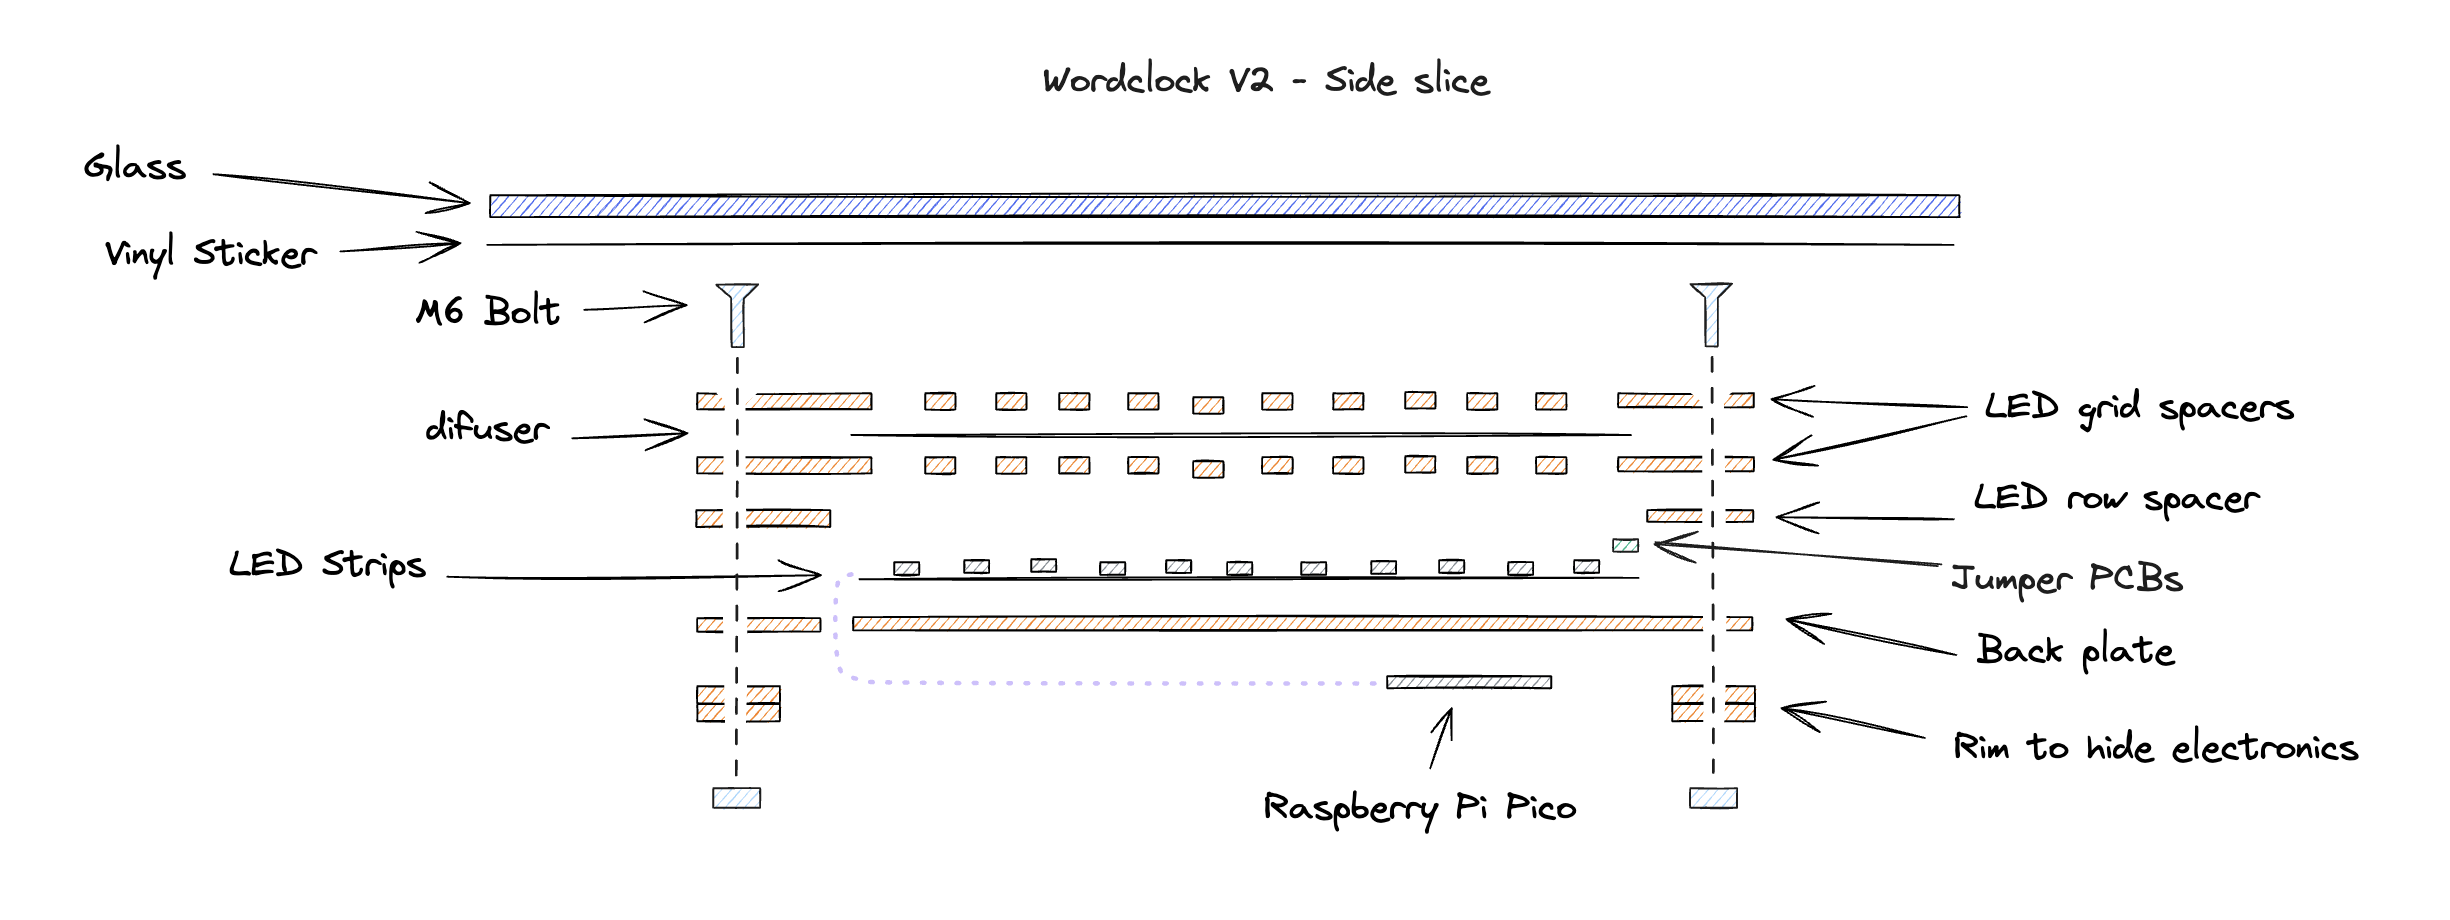 Wordclock V2 - Side slice
Glass
Vinyl Sticker
M6 Bolt
difuser
LED grid spacers
LED row spacer
LED Strips
Jumper PCBs
Back plate
Rim to hide electronics
Raspberry Pi Pico